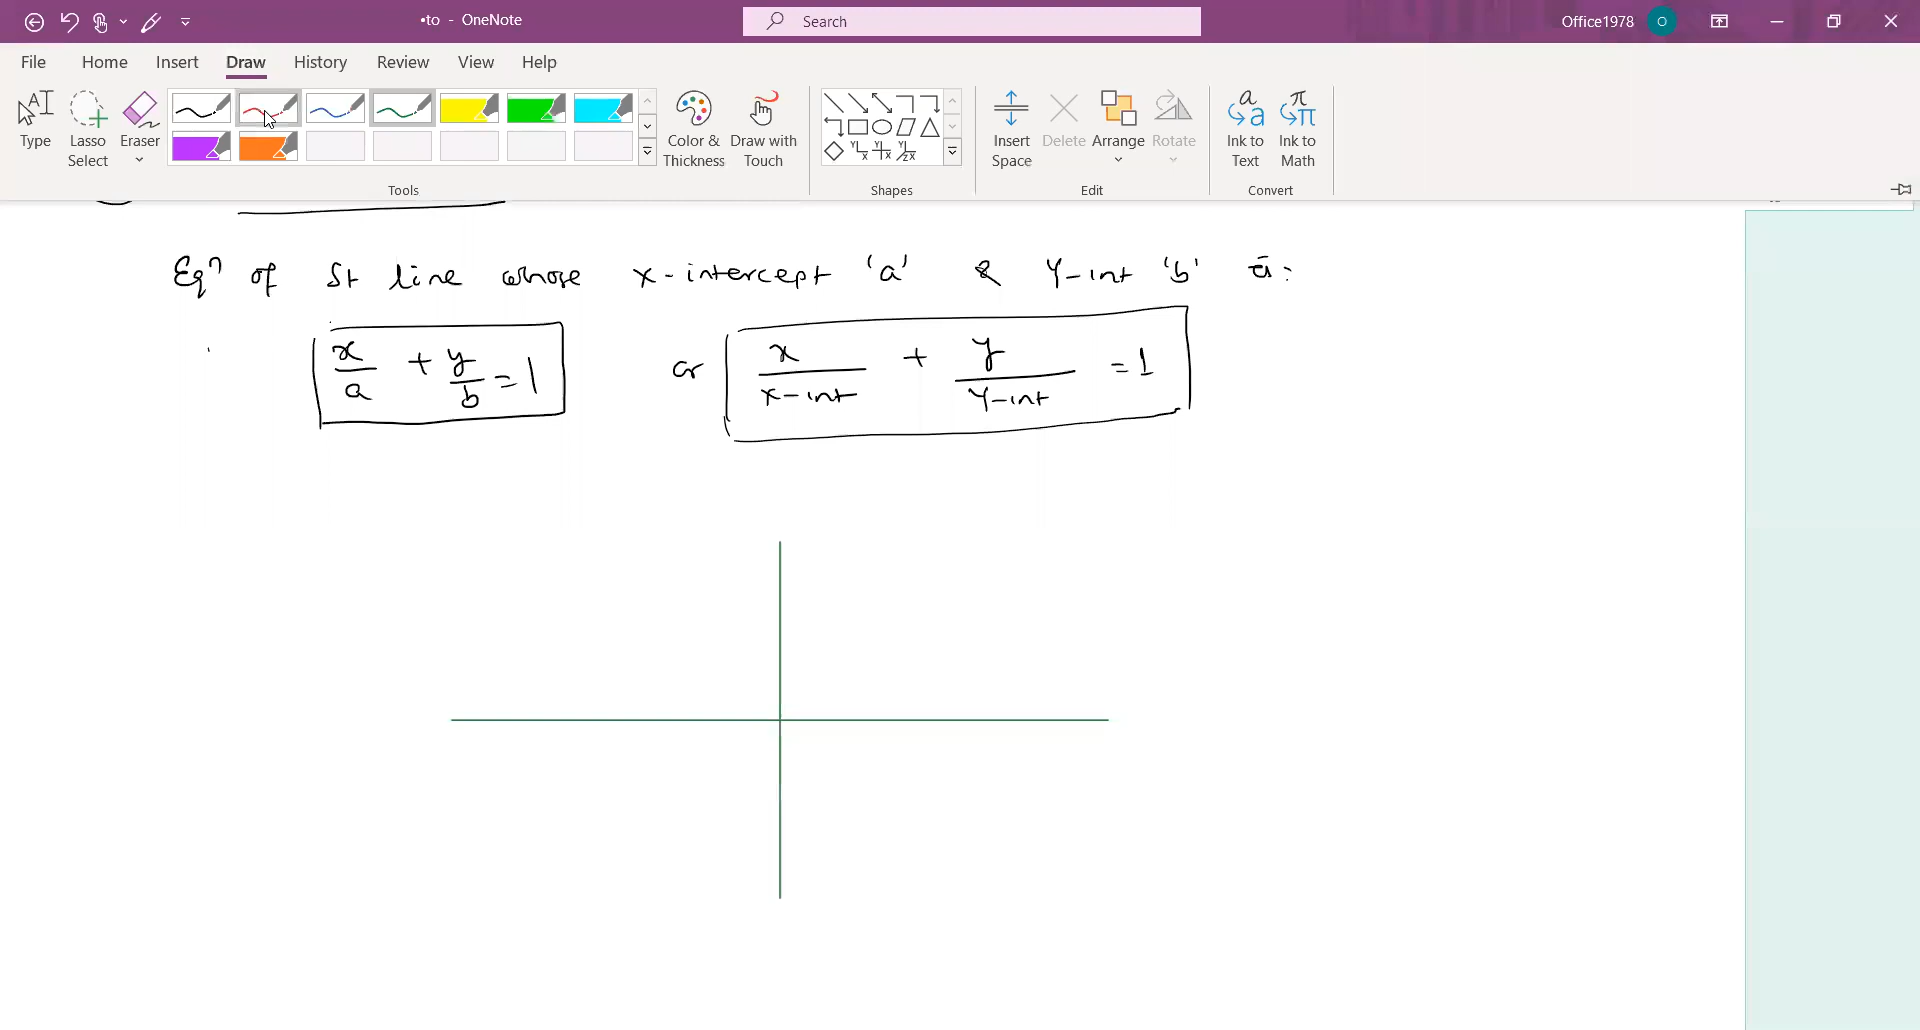 •to - OneNote
Search
Office1978
O
File Home Insert Draw History Review View Help
Type
Lasso Select
Eraser
Color & Thickness
Draw with Touch
Insert Space
Delete
Arrange
Rotate
Ink to Text
Ink to Math
Tools
Shapes
Edit
Convert
Eqn of St line whose x-intercept 'a' & Y-int 'b' is:
x/a + y/b = 1 or x/x-int + y/Y-int = 1